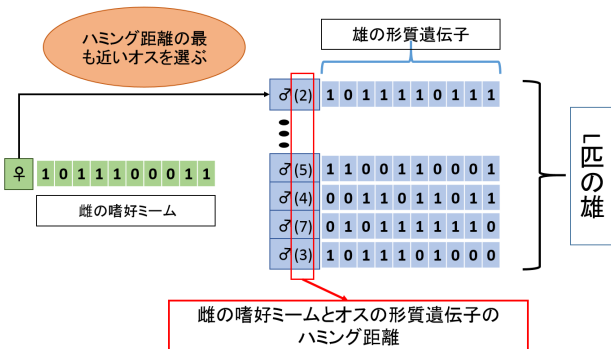 ハミング距離の最
も近いオスを選ぶ
雄の形質遺伝子
♂(2) 1 0 1 1 1 1 0 1 1 1
♀ 1 0 1 1 1 0 0 0 1 1
雌の嗜好ミーム
♂(5) 1 1 0 0 1 1 0 0 0 1
♂(4) 0 0 1 1 0 1 1 0 1 1
♂(7) 0 1 0 1 1 1 1 1 1 0
♂(3) 1 0 1 1 1 0 1 0 0 0
L匹の雄
雌の嗜好ミームとオスの形質遺伝子の
ハミング距離